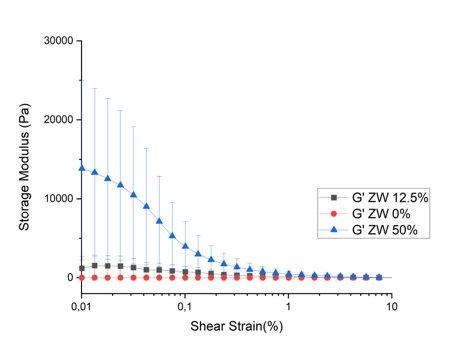 30000
20000
10000
0
Storage Modulus (Pa)
G' ZW 12.5%
G' ZW 0%
G' ZW 50%
0,01
0,1
1
10
Shear Strain(%)